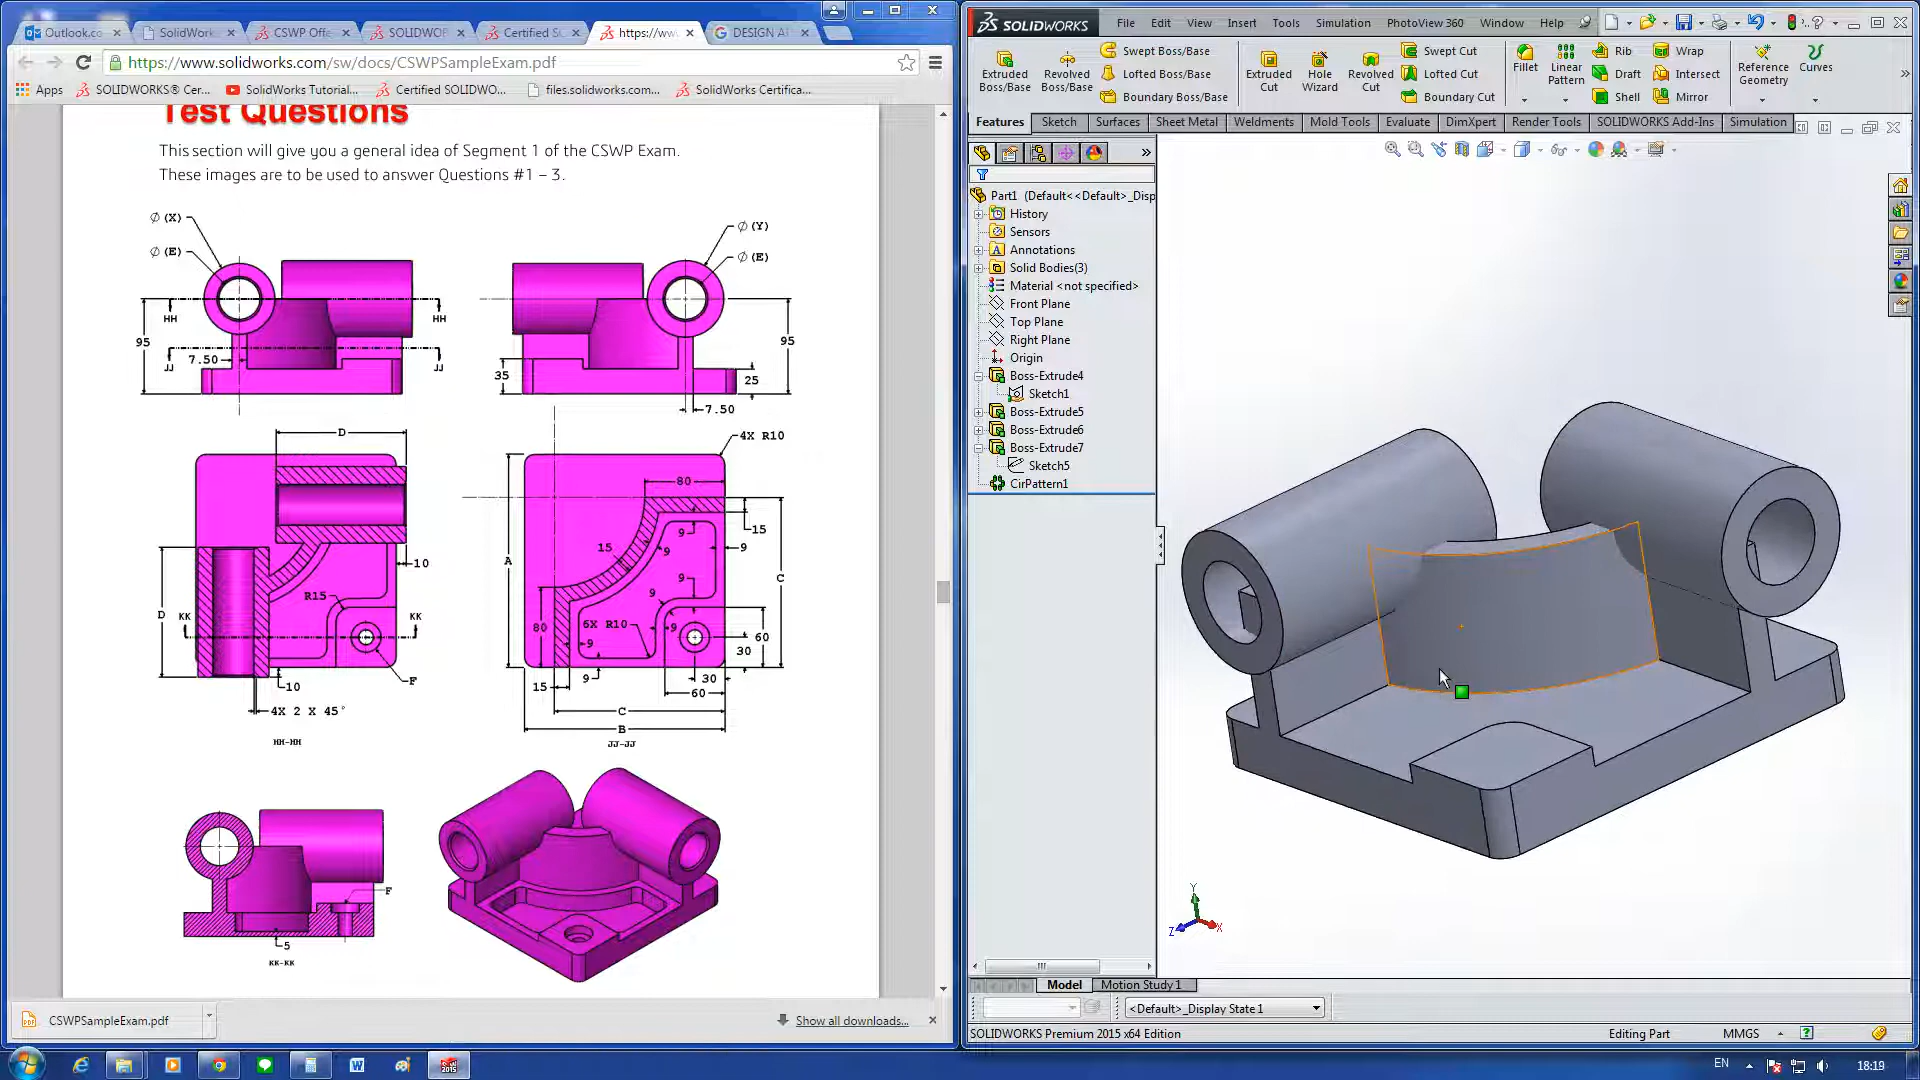 Outlook.co
SolidWork
CSWP Offe
SOLIDWOR
Certified SO
https://ww
DESIGN AT
https://www.solidworks.com/sw/docs/CSWPSampleExam.pdf
Apps
SOLIDWORKS® Cer...
SolidWorks Tutorial...
Certified SOLIDWO...
files.solidworks.com...
SolidWorks Certifica...
Test Questions
This section will give you a general idea of Segment 1 of the CSWP Exam.
These images are to be used to answer Questions #1 – 3.
Ø (X)
Ø (E)
HH
HH
95
7.50
JJ
JJ
Ø (Y)
Ø (E)
95
35
25
7.50
D
10
R15
D
KK
KK
10
F
4X 2 X 45°
HH-HH
4X R10
80
15
9
9
15
9
A
C
9
9
80
6X R10
9
9
60
30
9
30
15
60
C
B
JJ-JJ
F
5
KK-KK
CSWPSampleExam.pdf
Show all downloads...
SOLIDWORKS
File
Edit
View
Insert
Tools
Simulation
PhotoView 360
Window
Help
Extruded
Boss/Base
Revolved
Boss/Base
Swept Boss/Base
Lofted Boss/Base
Boundary Boss/Base
Extruded
Cut
Hole
Wizard
Revolved
Cut
Swept Cut
Lofted Cut
Boundary Cut
Fillet
Linear
Pattern
Rib
Draft
Shell
Wrap
Intersect
Mirror
Reference
Geometry
Curves
Features
Sketch
Surfaces
Sheet Metal
Weldments
Mold Tools
Evaluate
DimXpert
Render Tools
SOLIDWORKS Add-Ins
Simulation
Part1 (Default<<Default>_Disp
History
Sensors
Annotations
Solid Bodies(3)
Material <not specified>
Front Plane
Top Plane
Right Plane
Origin
Boss-Extrude4
Sketch1
Boss-Extrude5
Boss-Extrude6
Boss-Extrude7
Sketch5
CirPattern1
Y
Z
X
Model
Motion Study 1
<Default>_Display State 1
SOLIDWORKS Premium 2015 x64 Edition
Editing Part
MMGS
EN
18:19